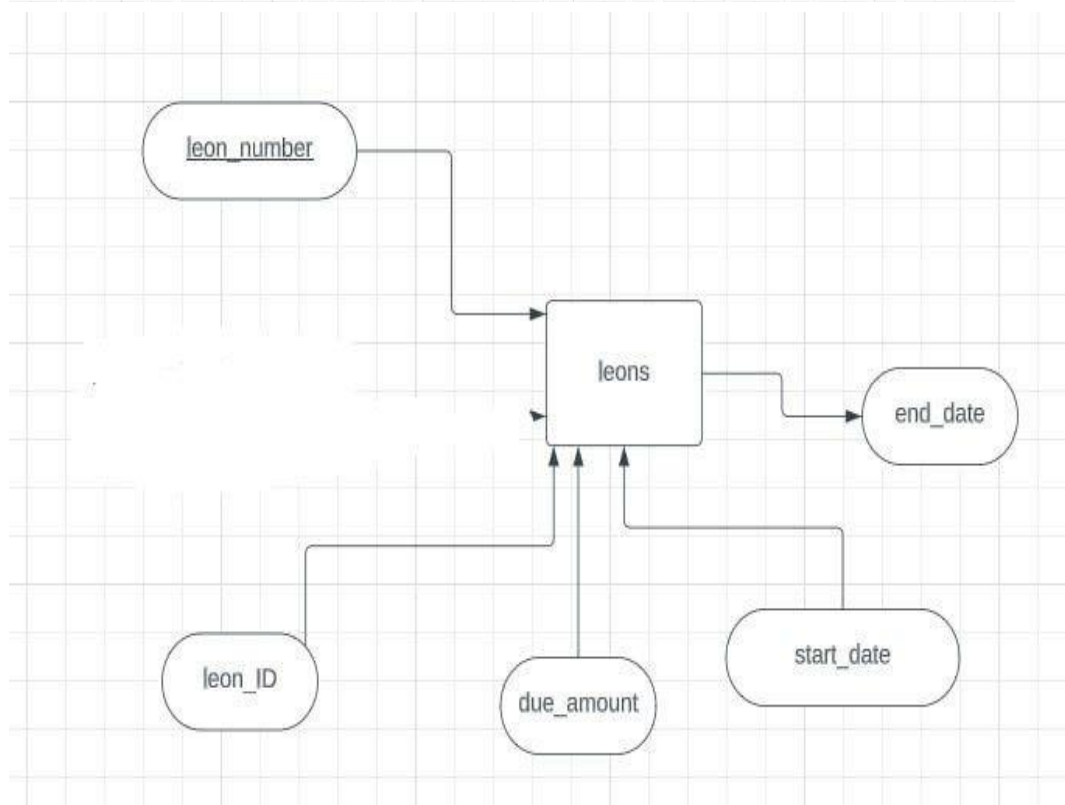 leon_number
leons
end_date
leon_ID
due_amount
start_date